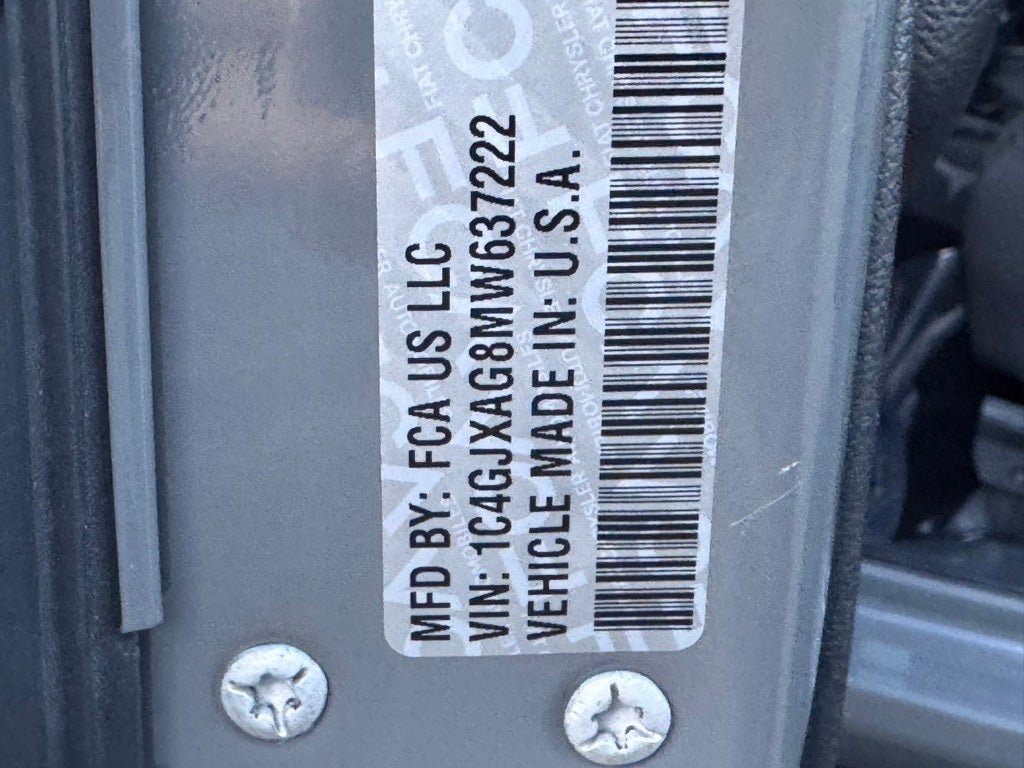 MFD BY: FCA US LLC
VIN: 1C4GJXAG8MW637222
VEHICLE MADE IN: U.S.A.